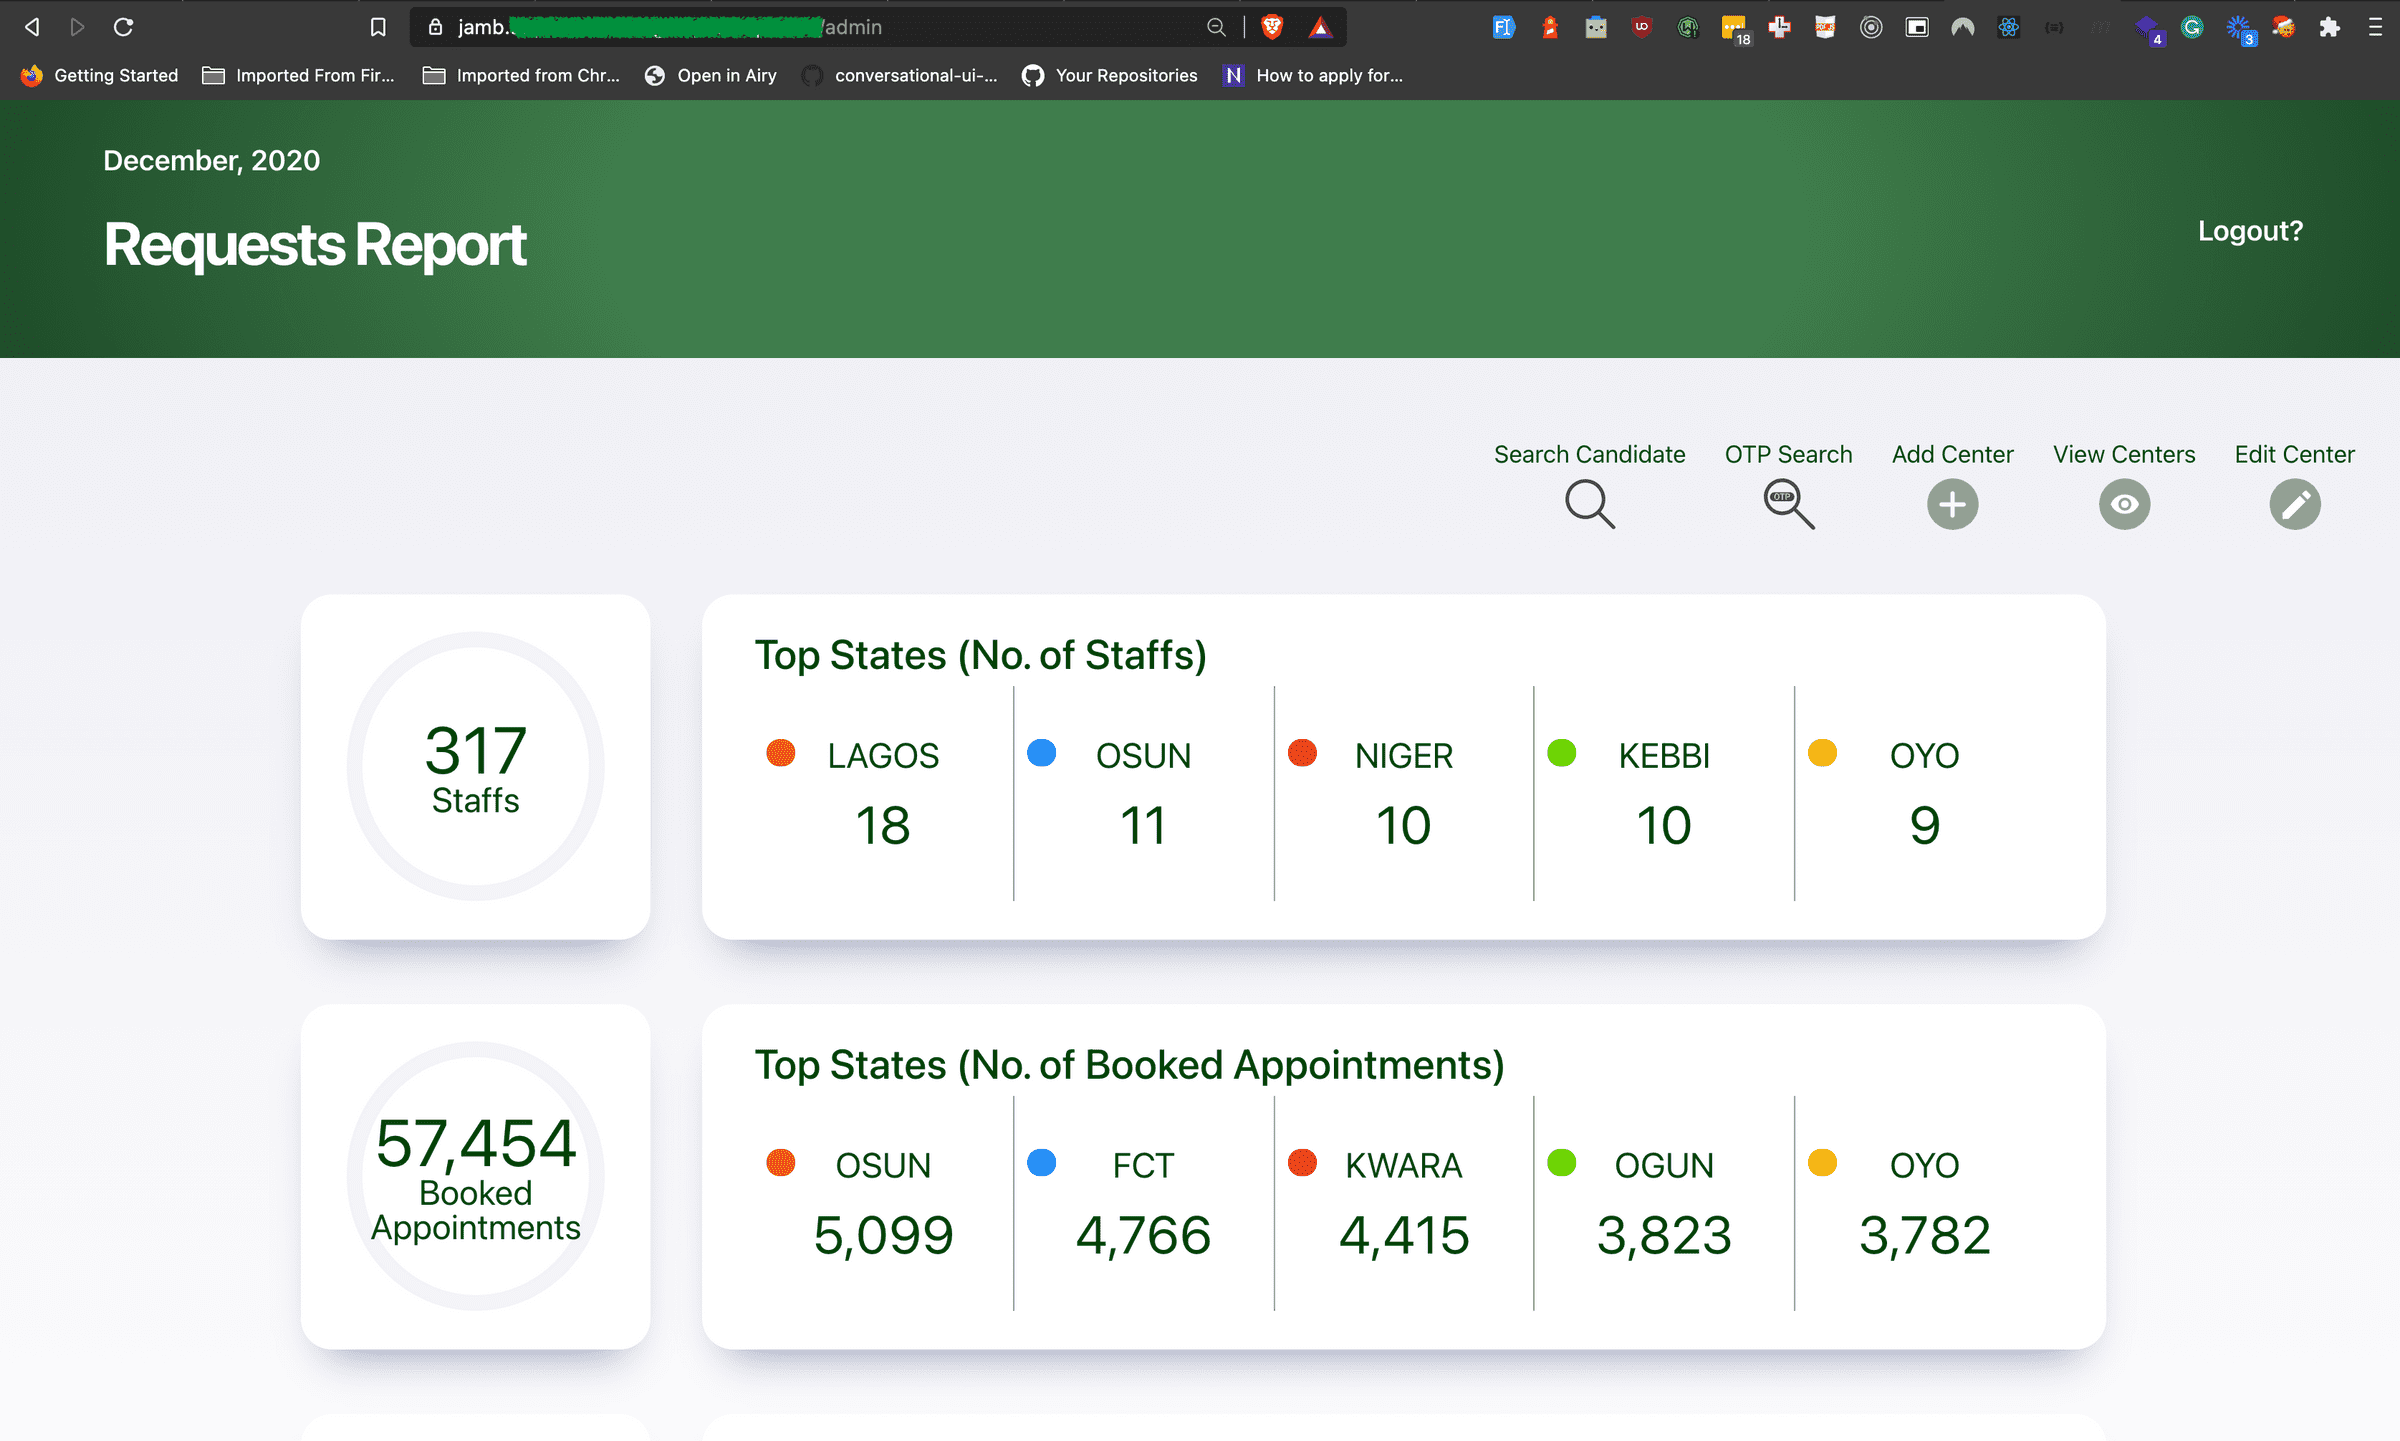 jamb. /admin
18
4
3
Getting Started
Imported From Fir...
Imported from Chr...
Open in Airy
conversational-ui-...
Your Repositories
N
How to apply for...
December, 2020
Requests Report
Logout?
Search Candidate
OTP Search
Add Center
View Centers
Edit Center
OTP
317
Staffs
Top States (No. of Staffs)
LAGOS
OSUN
NIGER
KEBBI
OYO
18
11
10
10
9
57,454
Booked
Appointments
Top States (No. of Booked Appointments)
OSUN
FCT
KWARA
OGUN
OYO
5,099
4,766
4,415
3,823
3,782